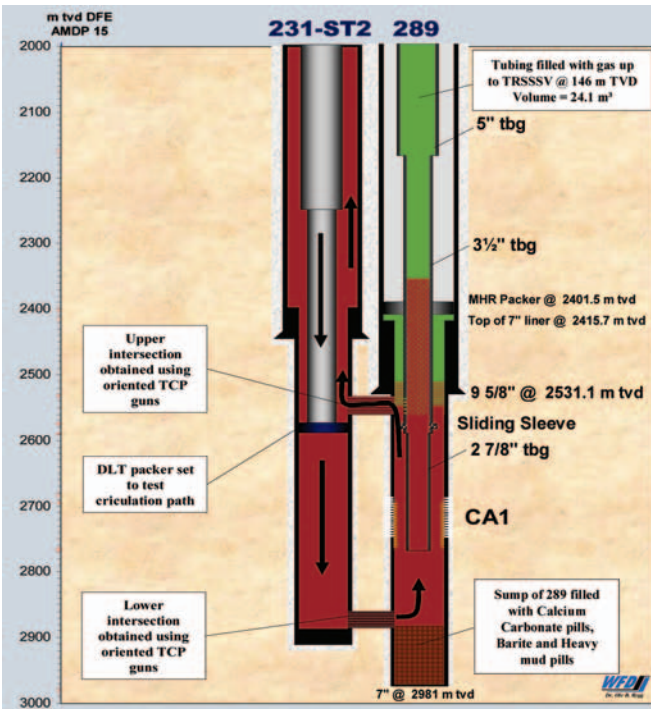 m tvd DFE
AMDP 15
231-ST2 289
2000
2100
2200
2300
2400
2500
2600
2700
2800
2900
3000
Tubing filled with gas up
to TRSSSV @ 146 m TVD
Volume = 24.1 m³
5" tbg
3½" tbg
MHR Packer @ 2401.5 m tvd
Top of 7" liner @ 2415.7 m tvd
Upper
intersection
obtained using
oriented TCP
guns
9 5/8" @ 2531.1 m tvd
Sliding Sleeve
2 7/8" tbg
DLT packer set
to test
criculation path
CA1
Lower
intersection
obtained using
oriented TCP
guns
Sump of 289 filled
with Calcium
Carbonate pills,
Barite and Heavy
mud pills
7" @ 2981 m tvd
WFD